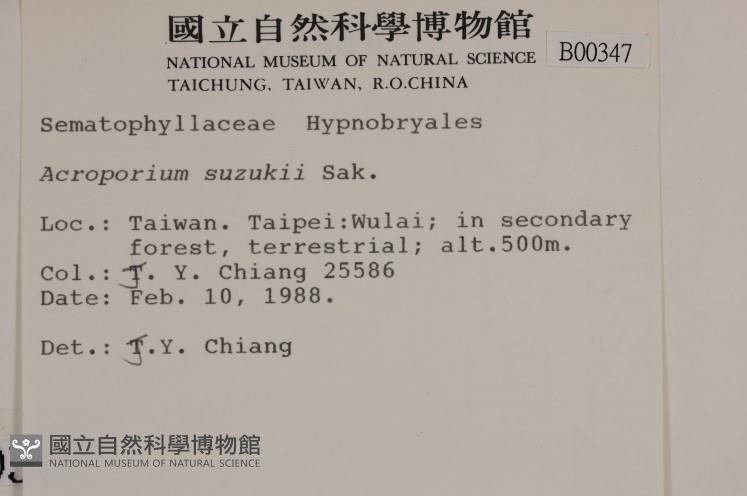 國立自然科學博物館
NATIONAL MUSEUM OF NATURAL SCIENCE
TAICHUNG, TAIWAN, R.O.CHINA
B00347
Sematophyllaceae Hypnobryales
Acroporium suzukii Sak.
Loc.: Taiwan. Taipei:Wulai; in secondary
forest, terrestrial; alt.500m.
Col.: T. Y. Chiang 25586
Date: Feb. 10, 1988.
Det.: T.Y. Chiang
國立自然科學博物館
NATIONAL MUSEUM OF NATURAL SCIENCE